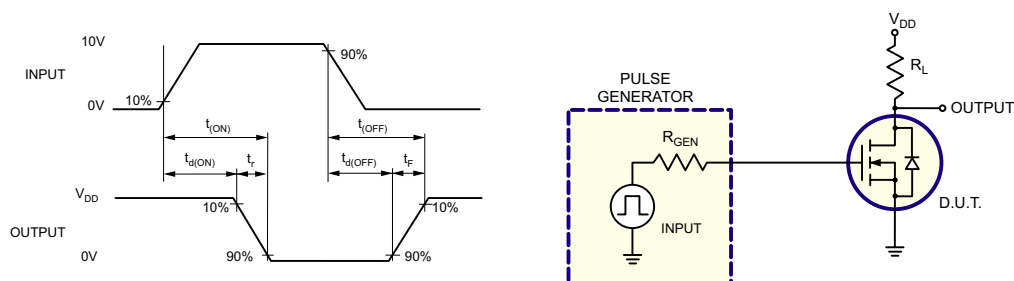 10V
INPUT
90%
10%
0V
t(ON)
t(OFF)
td(ON)
tr
td(OFF)
tF
VDD
10%
10%
OUTPUT
0V
90%
90%
VDD
RL
PULSE
GENERATOR
OUTPUT
RGEN
INPUT
D.U.T.